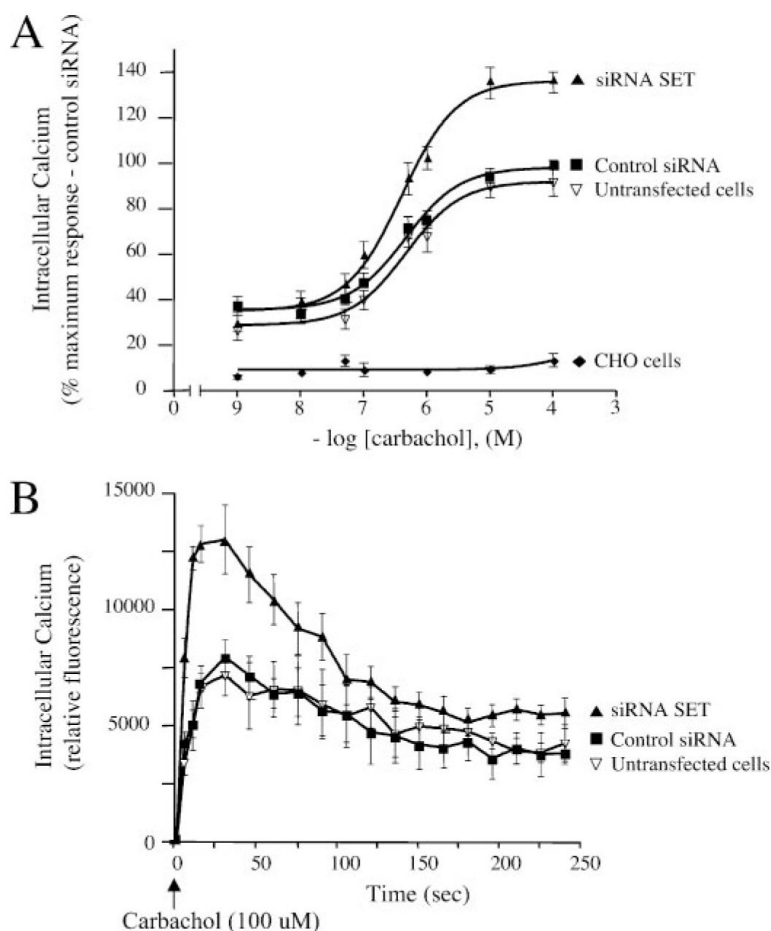 A
Intracellular Calcium
(% maximum response - control siRNA)
140
120
100
80
60
40
20
0
0
9
8
7
6
5
4
3
- log [carbachol], (M)
siRNA SET
Control siRNA
Untransfected cells
CHO cells
B
Intracellular Calcium
(relative fluorescence)
15000
10000
5000
0
0
50
100
150
200
250
Time (sec)
siRNA SET
Control siRNA
Untransfected cells
Carbachol (100 uM)